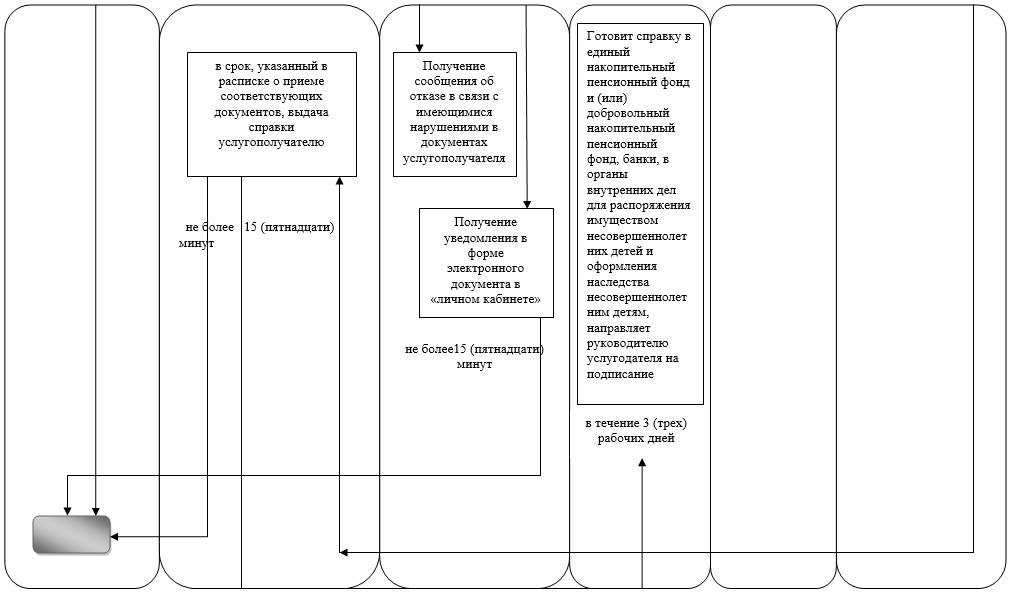 в срок, указанный в
расписке о приеме
соответствующих
документов, выдача
справки
услугополучателю
не более 15 (пятнадцати)
минут
Получение
сообщения об
отказе в связи с
имеющимися
нарушениями в
документах
услугополучателя
Получение
уведомления в
форме
электронного
документа в
«личном кабинете»
не более15 (пятнадцати)
минут
Готовит справку в
единый
накопительный
пенсионный фонд
и (или)
добровольный
накопительный
пенсионный
фонд, банки, в
органы
внутренних дел
для распоряжения
имуществом
несовершеннолет
них детей и
оформления
наследства
несовершеннолет
ним детям,
направляет
руководителю
услугодателя на
подписание
в течение 3 (трех)
рабочих дней